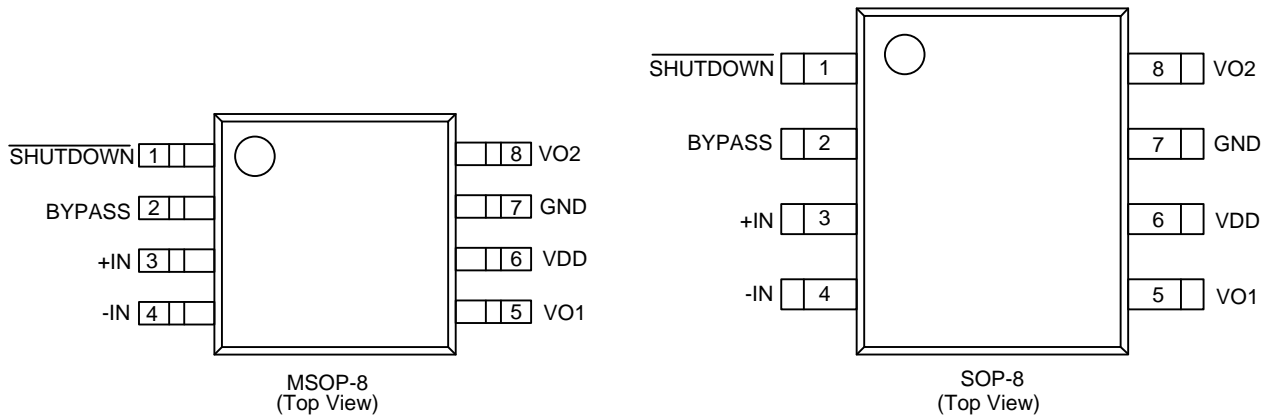 SHUTDOWN 1
BYPASS 2
+IN 3
-IN 4
8 VO2
7 GND
6 VDD
5 VO1
MSOP-8
(Top View)
SHUTDOWN 1
BYPASS 2
+IN 3
-IN 4
8 VO2
7 GND
6 VDD
5 VO1
SOP-8
(Top View)